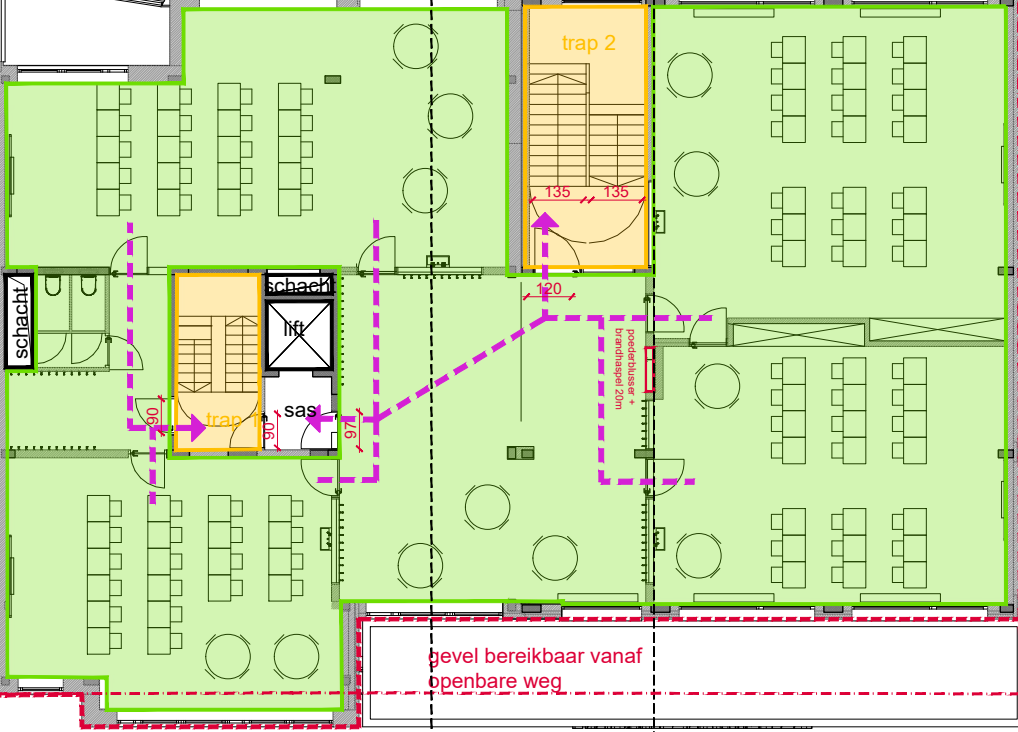 trap 2
135
135
schacht
schacht
lift
120
poederblusser +
brandhaspel 20m
90
trap 1
sas
90
97
gevel bereikbaar vanaf
openbare weg